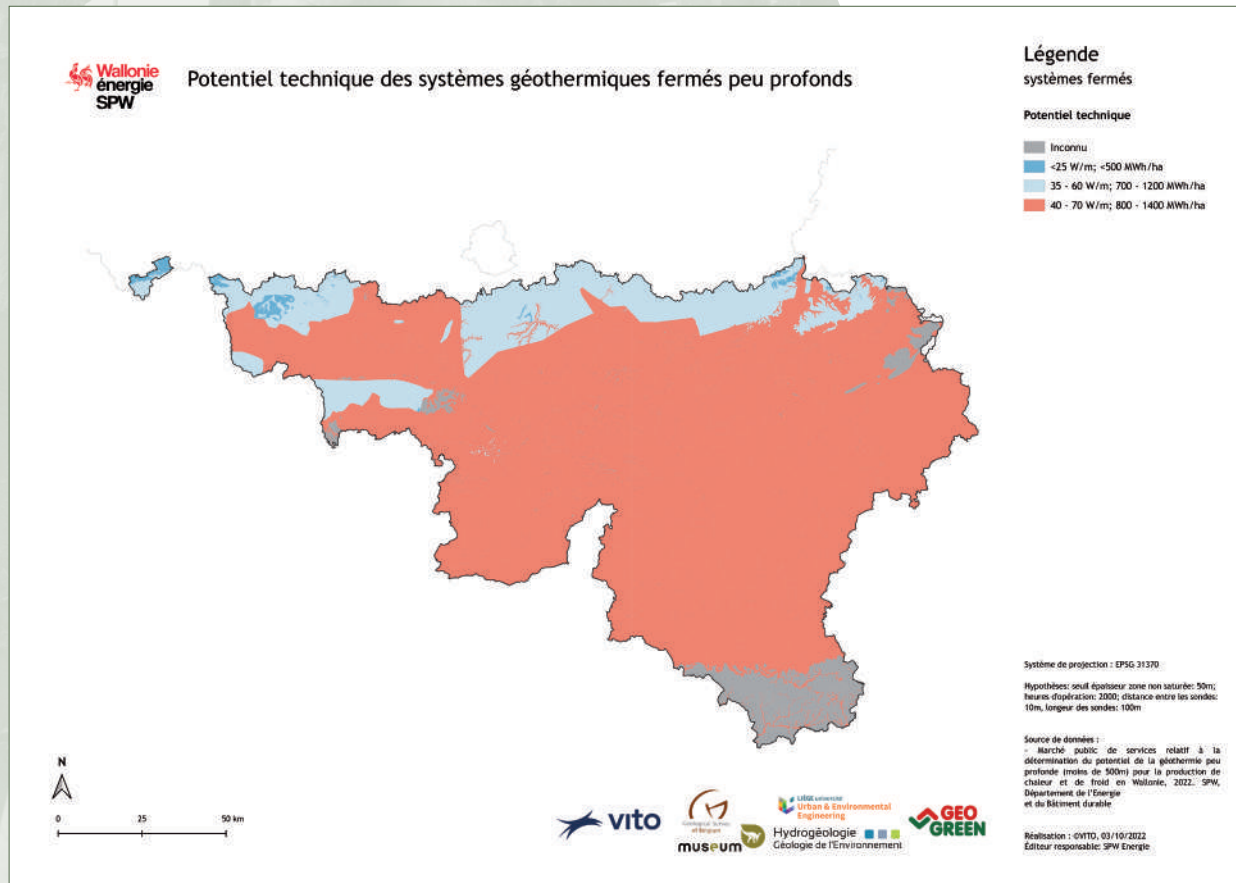 Wallonie
énergie
SPW
Potentiel technique des systèmes géothermiques fermés peu profonds
Légende
systèmes fermés
Potentiel technique
Inconnu
<25 W/m; <500 MWh/ha
35 - 60 W/m; 700 - 1200 MWh/ha
40 - 70 W/m; 800 - 1400 MWh/ha
Système de projection : EPSG 31370
Hypothèses: seuil épaisseur zone non saturée: 50m;
heures d'opération: 2000; distance entre les sondes:
10m, longeur des sondes: 100m
Source de données :
- Marché public de services relatif à la
détermination du potentiel de la géothermie peu
profonde (moins de 500m) pour la production de
chaleur et de froid en Wallonie, 2022. SPW,
Département de l'Energie
et du Bâtiment durable
Réalisation : ©VITO, 03/10/2022
Éditeur responsable: SPW Energie
N
0 25 50 km
vito
Geological Survey
of Belgium
museum
LIÈGE université
Urban & Environmental
Engineering
Hydrogéologie
Géologie de l'Environnement
GEO
GREEN